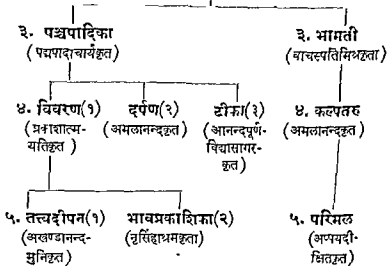 ३. पञ्चपादिका ३. भामती
(पद्मपादाचार्यकृत) (वाचस्पतिमिश्रकृता)
४. विवरण(१) दर्पण(२) टीका(३) ४. कल्पतरु
(प्रकाशात्म- (अमलानन्दकृत) (आनन्दपूर्ण- (अमलानन्दकृत)
यतिकृत) विद्यासागर-
कृत)
५. तत्त्वदीपन(१) भावप्रकाशिका(२) ५. परिमल
(अखण्डानन्द- (नृसिंहाश्रमकृता) (अप्पयदी-
मुनिकृत) क्षितकृत)